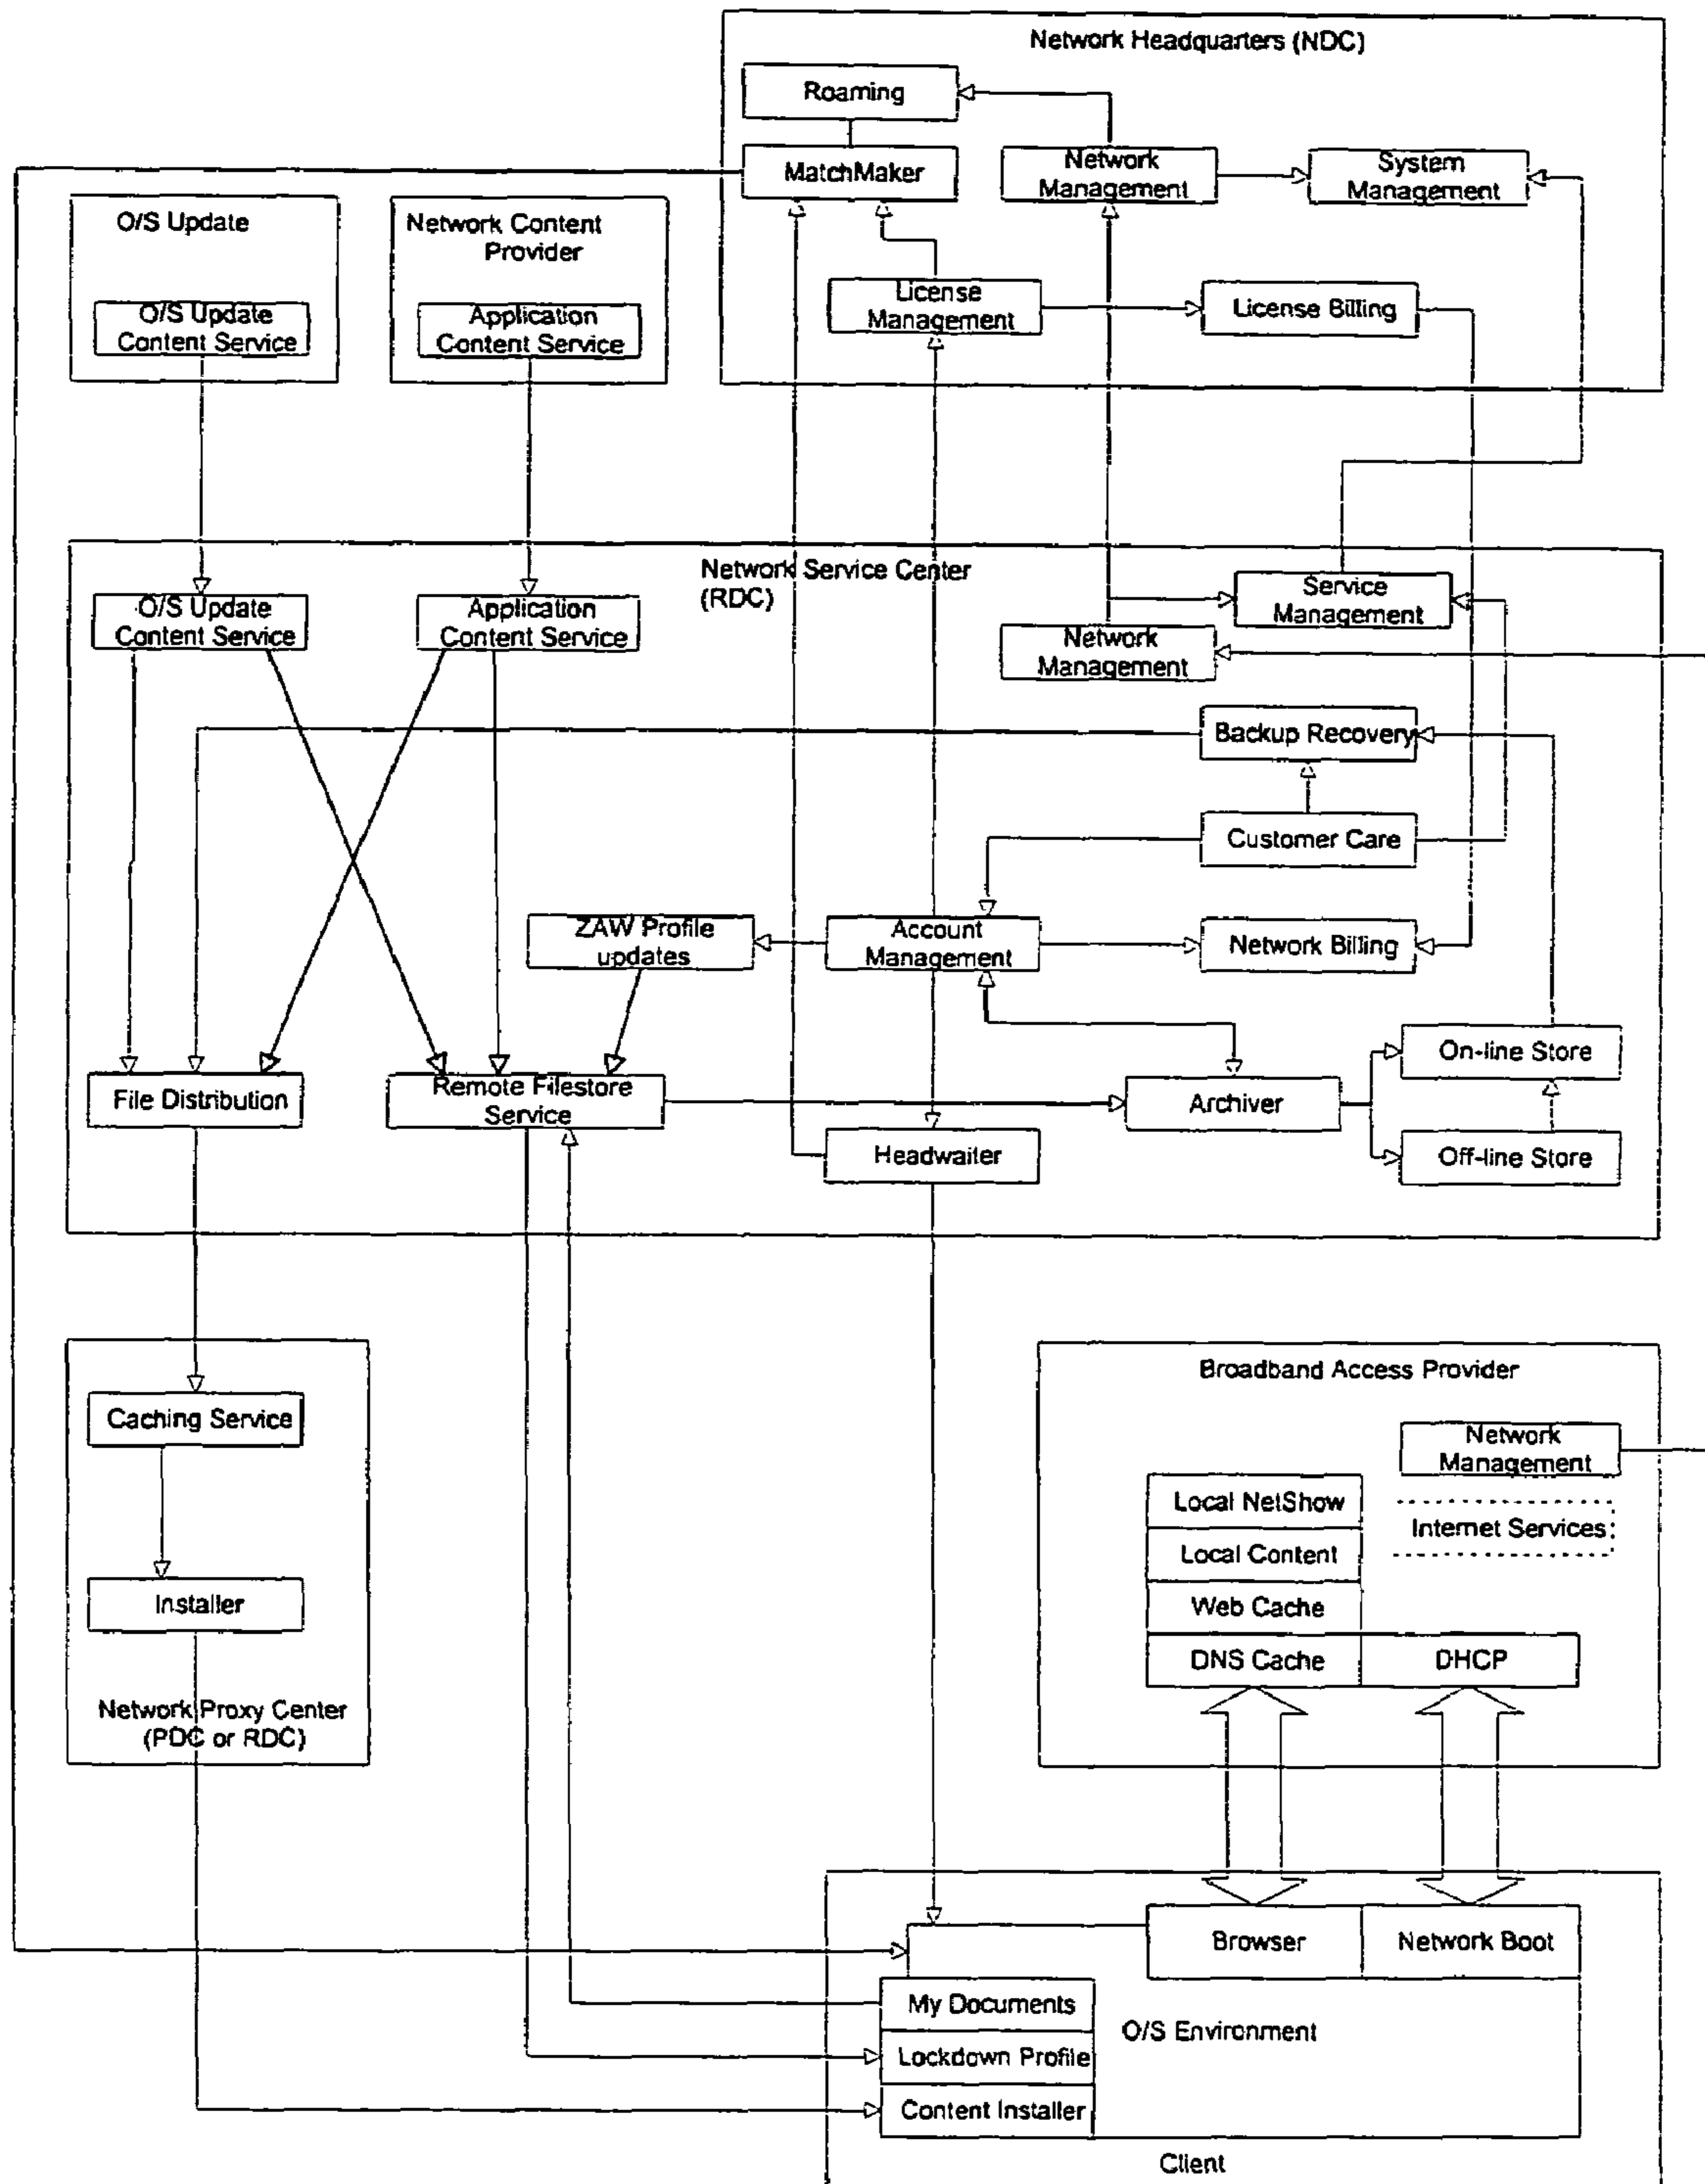 Network Headquarters (NDC)
Roaming
MatchMaker
Network
Management
System
Management
O/S Update
Network Content
Provider
O/S Update
Content Service
Application
Content Service
License
Management
License Billing
Network Service Center
(RDC)
O/S Update
Content Service
Application
Content Service
Service
Management
Network
Management
Backup Recovery
Customer Care
ZAW Profile
updates
Account
Management
Network Billing
On-line Store
File Distribution
Remote Filestore
Service
Archiver
Headwaiter
Off-line Store
Broadband Access Provider
Caching Service
Network
Management
Local NetShow
Internet Services
Local Content
Installer
Web Cache
DNS Cache
DHCP
Network Proxy Center
(PDC or RDC)
Browser
Network Boot
My Documents
O/S Environment
Lockdown Profile
Content Installer
Client